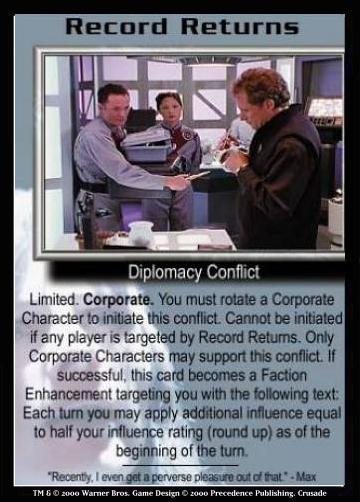 Record Returns
Diplomacy Conflict
Limited. Corporate. You must rotate a Corporate
Character to initiate this conflict. Cannot be initiated
if any player is targeted by Record Returns. Only
Corporate Characters may support this conflict. If
successful, this card becomes a Faction
Enhancement targeting you with the following text:
Each turn you may apply additional influence equal
to half your influence rating (round up) as of the
beginning of the turn.
"Recently, I even get a perverse pleasure out of that." - Max
TM & © 2000 Warner Bros. Game Design © 2000 Precedence Publishing. Crusade